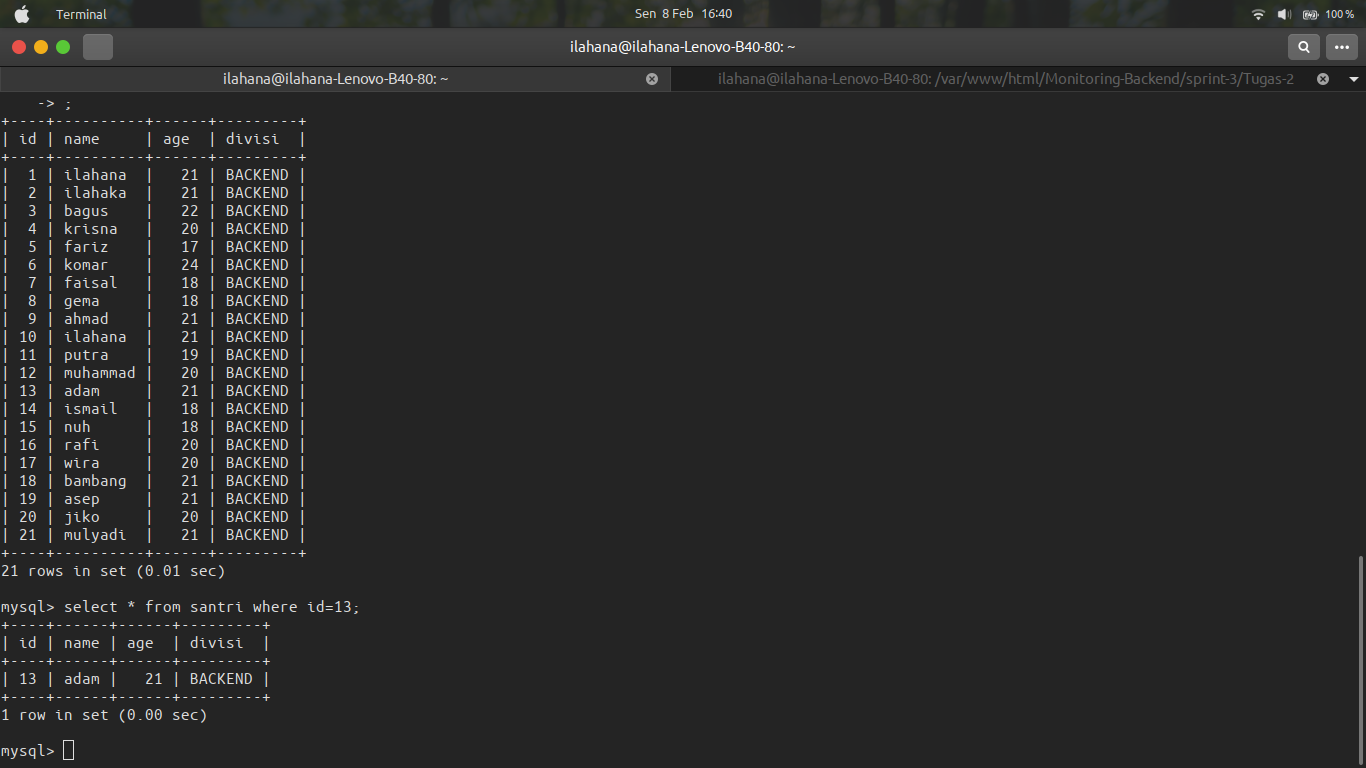 Terminal
Sen 8 Feb 16:40
100 %
ilahana@ilahana-Lenovo-B40-80: ~
ilahana@ilahana-Lenovo-B40-80: ~
ilahana@ilahana-Lenovo-B40-80: /var/www/html/Monitoring-Backend/sprint-3/Tugas-2
    -> ;
+----+----------+------+---------+
| id | name     | age  | divisi  |
+----+----------+------+---------+
|  1 | ilahana  |   21 | BACKEND |
|  2 | ilahaka  |   21 | BACKEND |
|  3 | bagus    |   22 | BACKEND |
|  4 | krisna   |   20 | BACKEND |
|  5 | fariz    |   17 | BACKEND |
|  6 | komar    |   24 | BACKEND |
|  7 | faisal   |   18 | BACKEND |
|  8 | gema     |   18 | BACKEND |
|  9 | ahmad    |   21 | BACKEND |
| 10 | ilahana  |   21 | BACKEND |
| 11 | putra    |   19 | BACKEND |
| 12 | muhammad |   20 | BACKEND |
| 13 | adam     |   21 | BACKEND |
| 14 | ismail   |   18 | BACKEND |
| 15 | nuh      |   18 | BACKEND |
| 16 | rafi     |   20 | BACKEND |
| 17 | wira     |   20 | BACKEND |
| 18 | bambang  |   21 | BACKEND |
| 19 | asep     |   21 | BACKEND |
| 20 | jiko     |   20 | BACKEND |
| 21 | mulyadi  |   21 | BACKEND |
+----+----------+------+---------+
21 rows in set (0.01 sec)
mysql> select * from santri where id=13;
+----+------+------+---------+
| id | name | age  | divisi  |
+----+------+------+---------+
| 13 | adam |   21 | BACKEND |
+----+------+------+---------+
1 row in set (0.00 sec)
mysql>